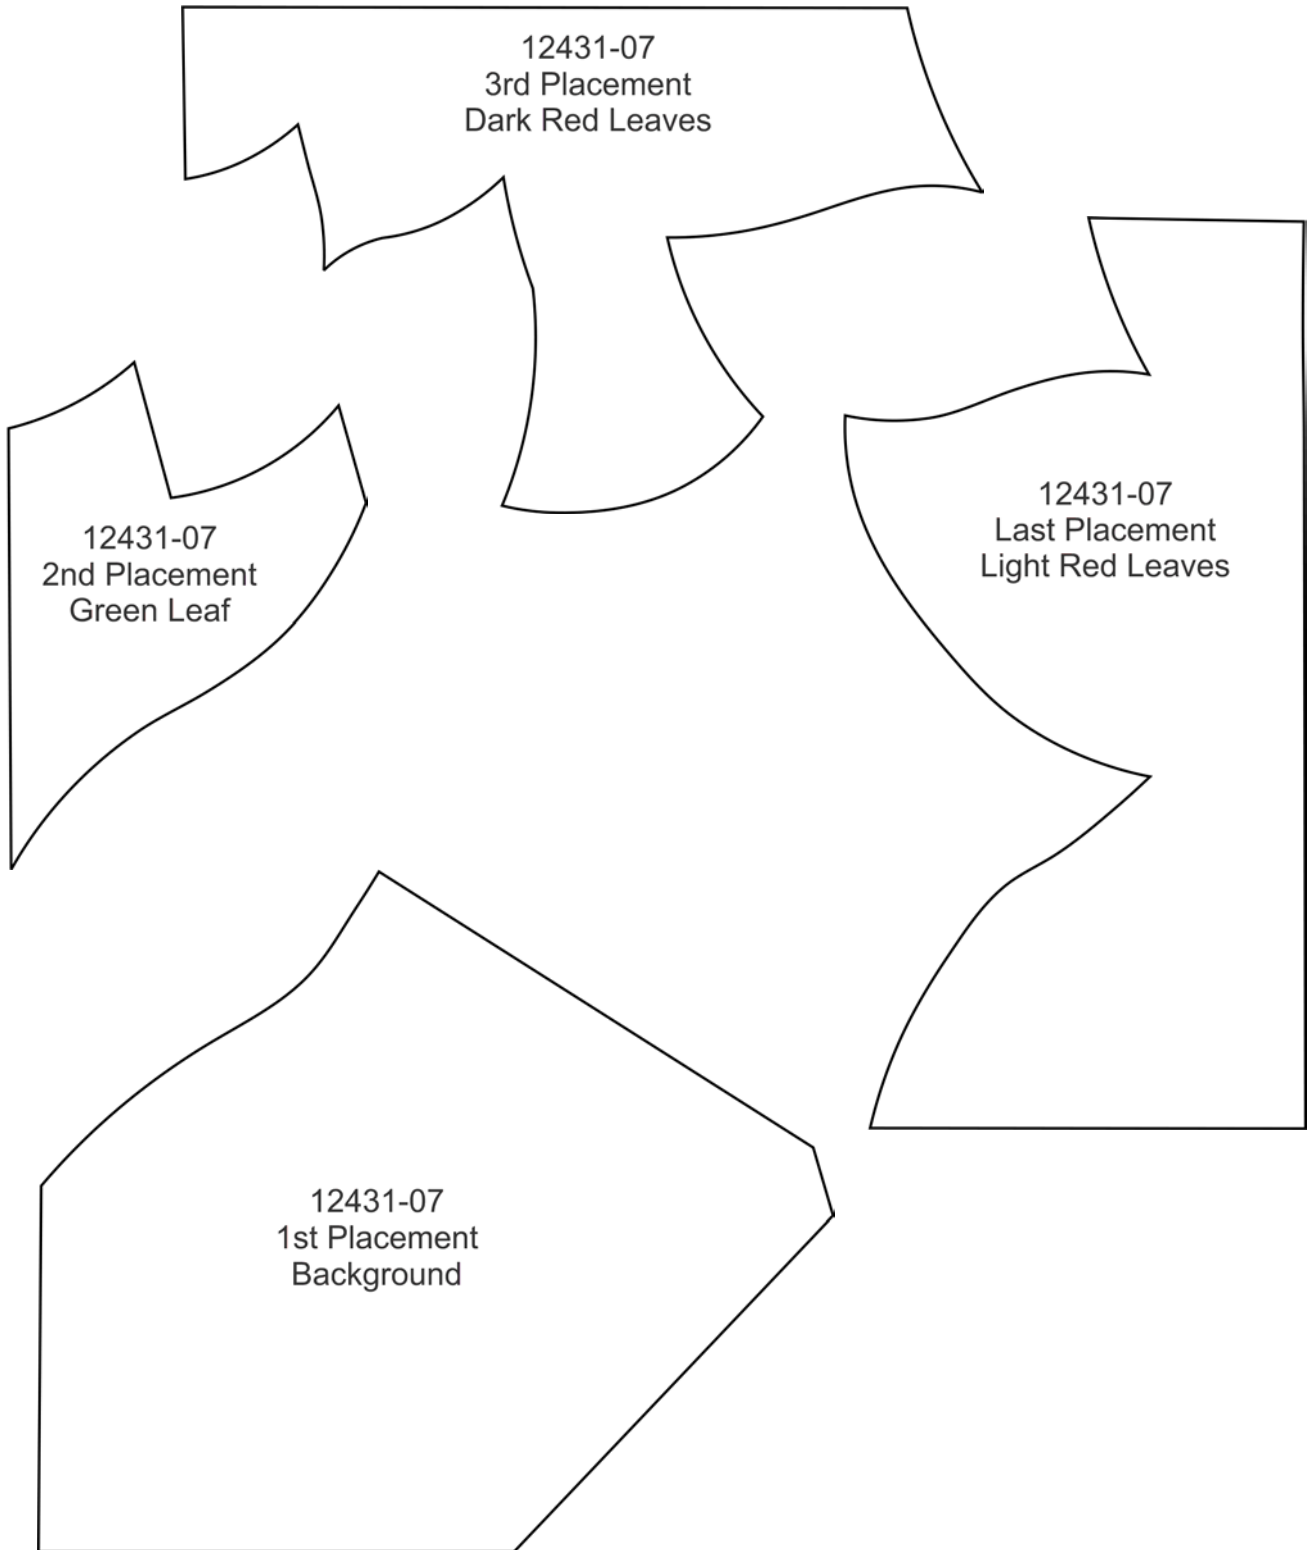 12431-07
3rd Placement
Dark Red Leaves
12431-07
Last Placement
Light Red Leaves
12431-07
2nd Placement
Green Leaf
12431-07
1st Placement
Background